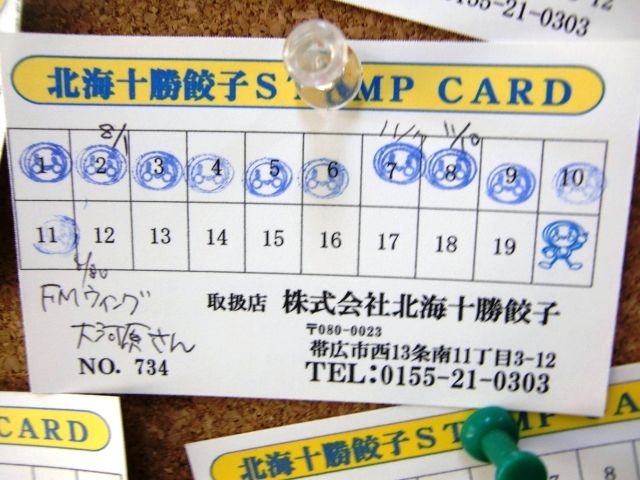 3-12
0155-21-0303
北海十勝餃子STAMP CARD
8/1 11/7 11/10
1 2 3 4 5 6 7 8 9 10
11 12 13 14 15 16 17 18 19
FMウィング
大河原さん
NO. 734
取扱店 株式会社北海十勝餃子
〒080-0023
帯広市西13条南11丁目3-12
TEL:0155-21-0303
CARD
北海十勝餃子STAMP
7 8